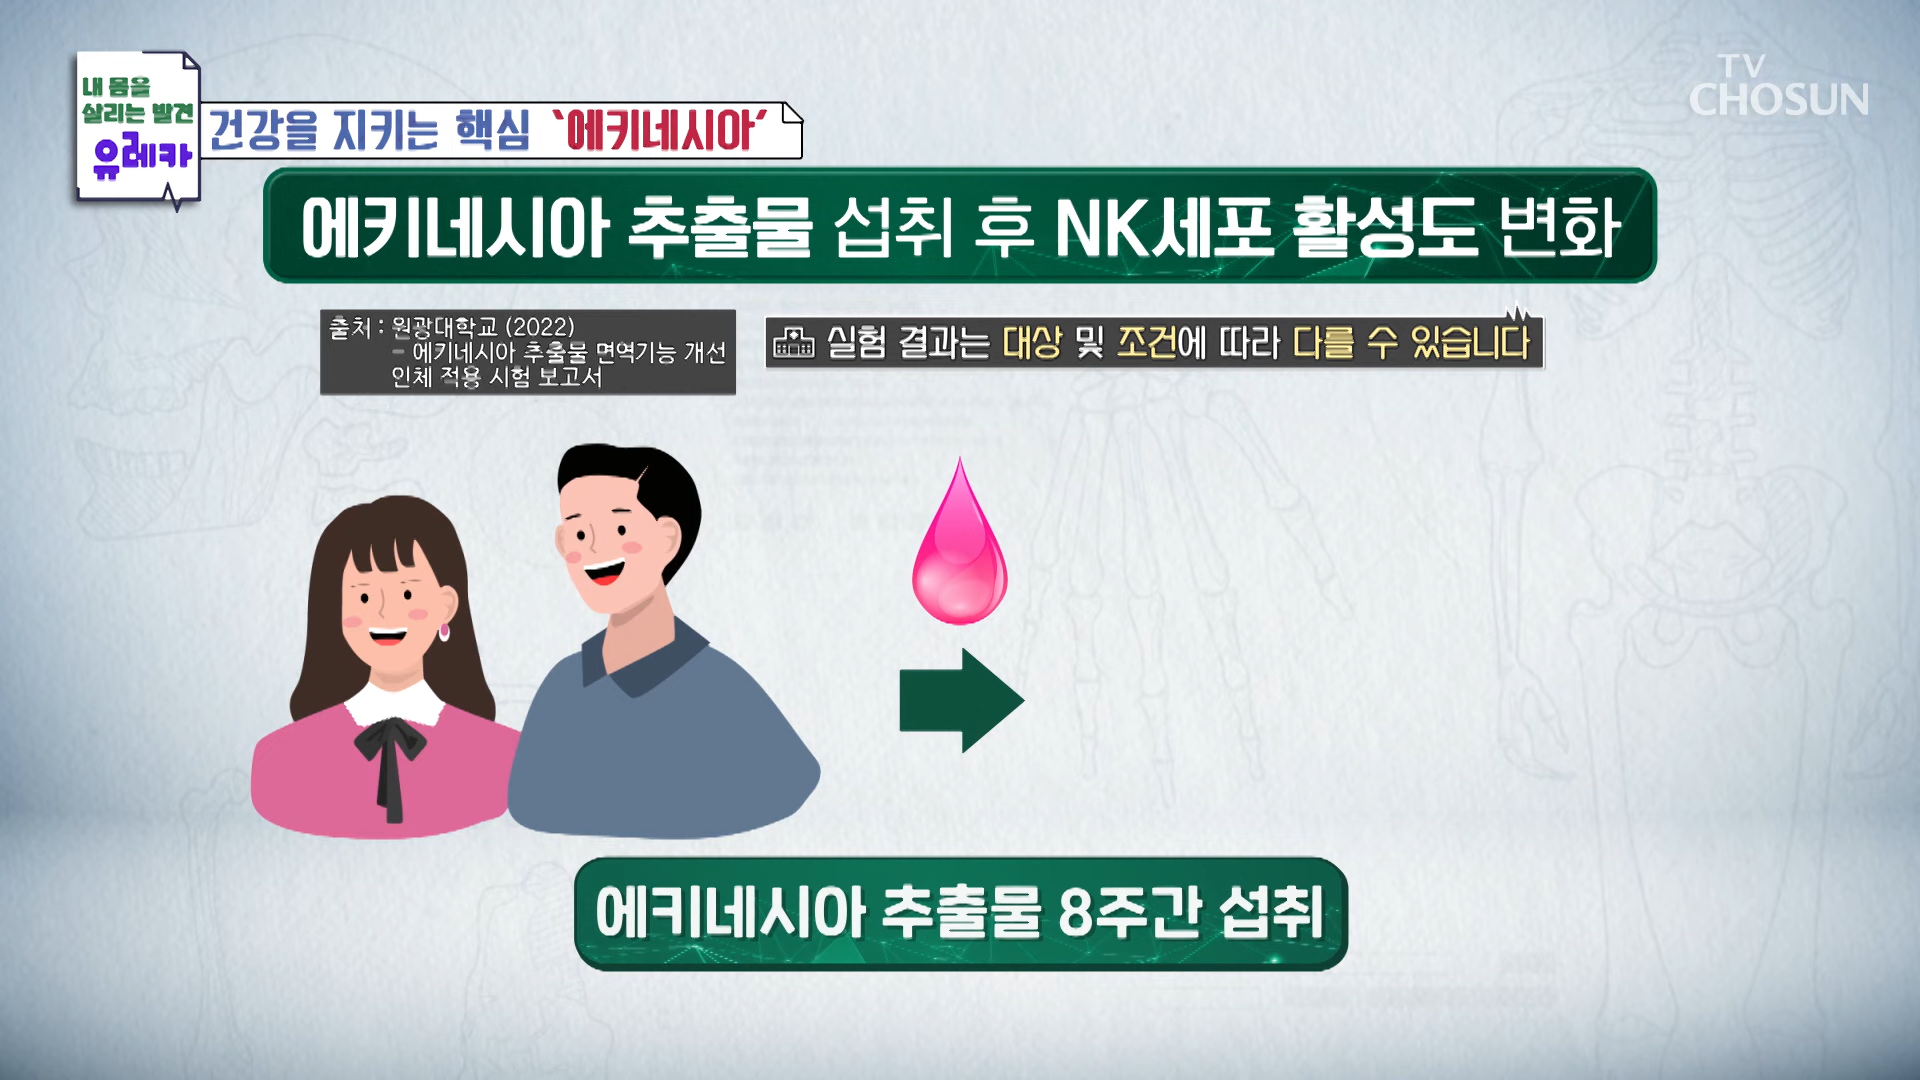 내 몸을
살리는 발견
유레카
건강을 지키는 핵심 ‵에키네시아′
TV
CHOSUN
에키네시아 추출물 섭취 후 NK세포 활성도 변화
출처 : 원광대학교 (2022)
- 에키네시아 추출물 면역기능 개선
인체 적용 시험 보고서
실험 결과는 대상 및 조건에 따라 다를 수 있습니다
에키네시아 추출물 8주간 섭취